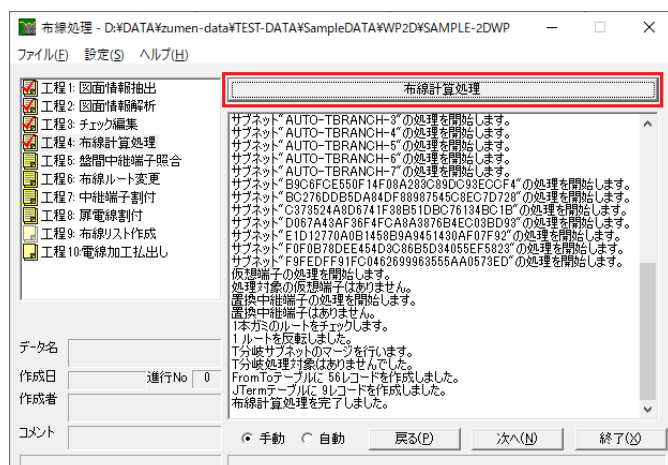 布線処理 - D:¥DATA¥zumen-data¥TEST-DATA¥SampleDATA¥WP2D¥SAMPLE-2DWP
ファイル(F) 設定(S) ヘルプ(H)
工程1: 図面情報抽出
工程2: 図面情報解析
工程3: チェック編集
工程4: 布線計算処理
工程5: 盤間中継端子照合
工程6: 布線ルート変更
工程7: 中継端子割付
工程8: 扉電線割付
工程9: 布線リスト作成
工程10:電線加工払出し
データ名
作成日 進行No 0
作成者
コメント
布線計算処理
サブネット"AUTO-TBRANCH-3"の処理を開始します。
サブネット"AUTO-TBRANCH-4"の処理を開始します。
サブネット"AUTO-TBRANCH-5"の処理を開始します。
サブネット"AUTO-TBRANCH-6"の処理を開始します。
サブネット"AUTO-TBRANCH-7"の処理を開始します。
サブネット"B9C6FCE550F14F08A283C89DC93ECCF4"の処理を開始します。
サブネット"BC276DDB5DA84DF88987545C8EC7D728"の処理を開始します。
サブネット"C373524A8D6741F38B51DBC76134BC1B"の処理を開始します。
サブネット"D067A43AF36F4FCA8A3876B4EC03BD93"の処理を開始します。
サブネット"E1D12770A0B1458B9A9451430AF07F92"の処理を開始します。
サブネット"F0F0B78DEE454D3C86B5D34055EF5823"の処理を開始します。
サブネット"F9FEDFF91FC0462699963555AA0573ED"の処理を開始します。
仮想端子の処理を開始します。
処理対象の仮想端子はありません。
置換中継端子の処理を開始します。
置換中継端子はありません。
1本ガミのルートをチェックします。
1 ルートを反転しました。
T分岐サブネットのマージを行います。
T分岐処理対象はありませんでした。
FromToテーブルに 56レコードを作成しました。
JTermテーブルに 9レコードを作成しました。
布線計算処理を完了しました。
手動 自動 戻る(P) 次へ(N) 終了(X)